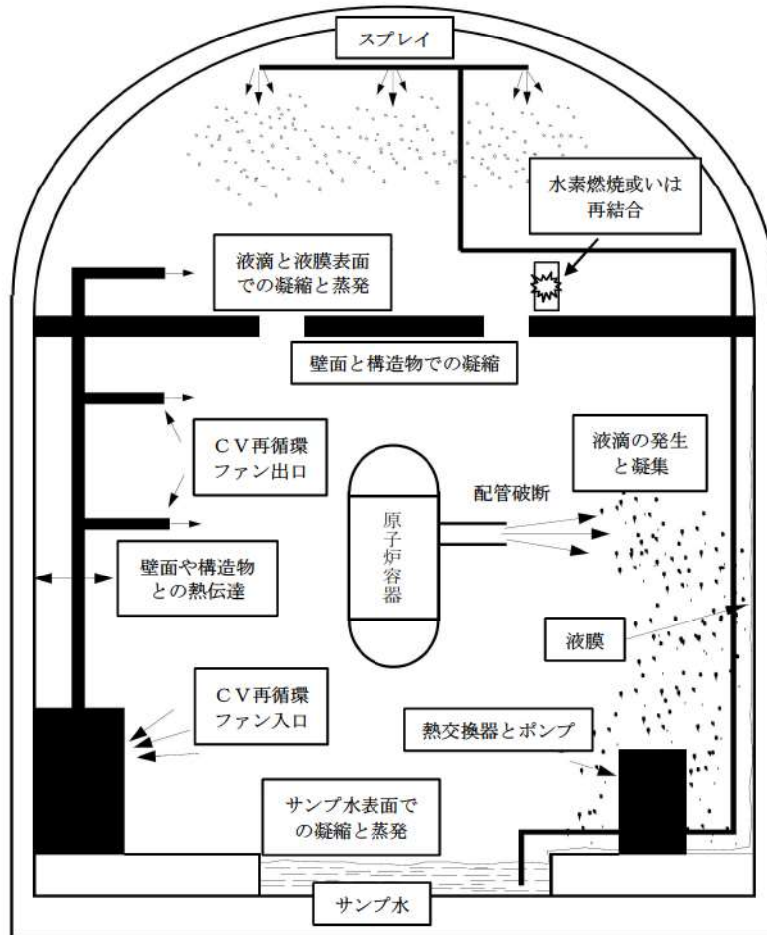 スプレイ
水素燃焼或いは
再結合
液滴と液膜表面
での凝縮と蒸発
壁面と構造物での凝縮
ＣＶ再循環
ファン出口
液滴の発生
と凝集
配管破断
原子炉容器
壁面や構造物
との熱伝達
液膜
ＣＶ再循環
ファン入口
熱交換器とポンプ
サンプ水表面で
の凝縮と蒸発
サンプ水